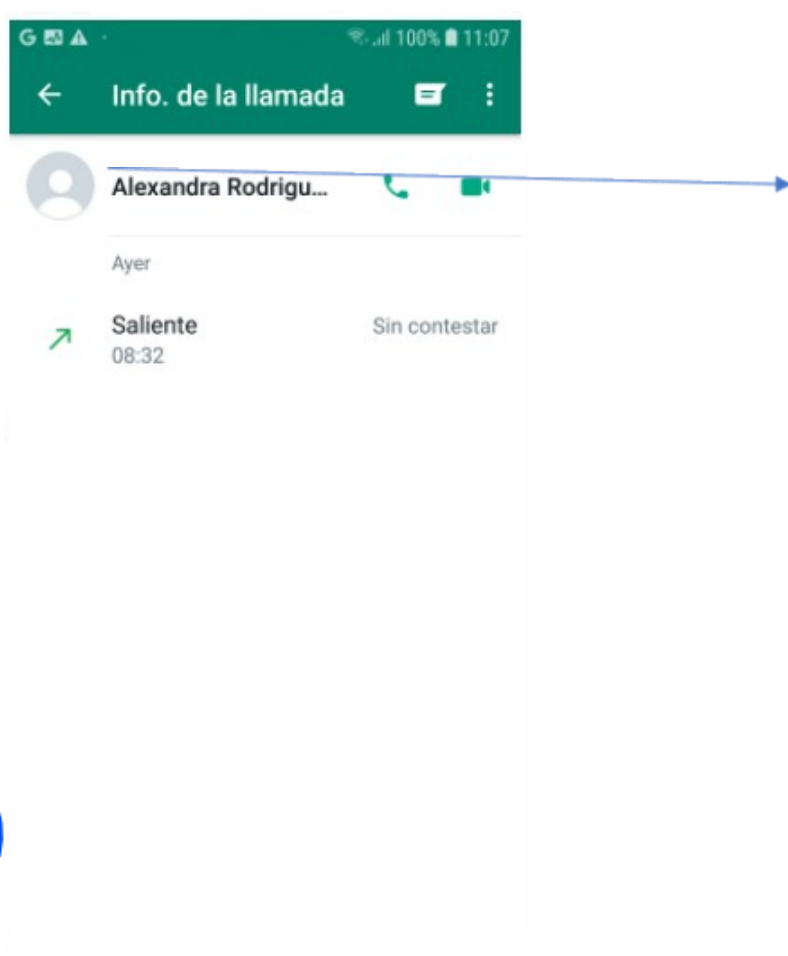 G 100% 11:07
Info. de la llamada
Alexandra Rodrigu...
Ayer
Saliente
Sin contestar
08:32